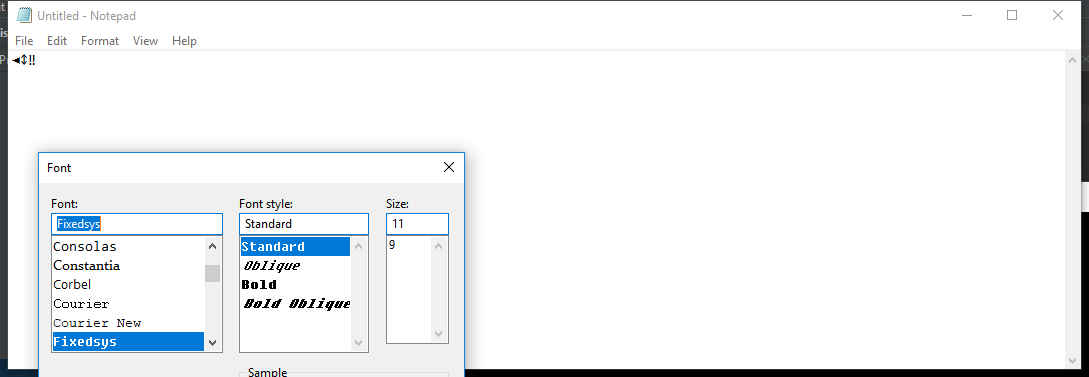 Untitled - Notepad
File Edit Format View Help
◄↕‼
Font
Font: Font style: Size:
Fixedsys Standard 11
Consolas Standard 9
Constantia Oblique
Corbel Bold
Courier Bold Oblique
Courier New
Fixedsys
Sample